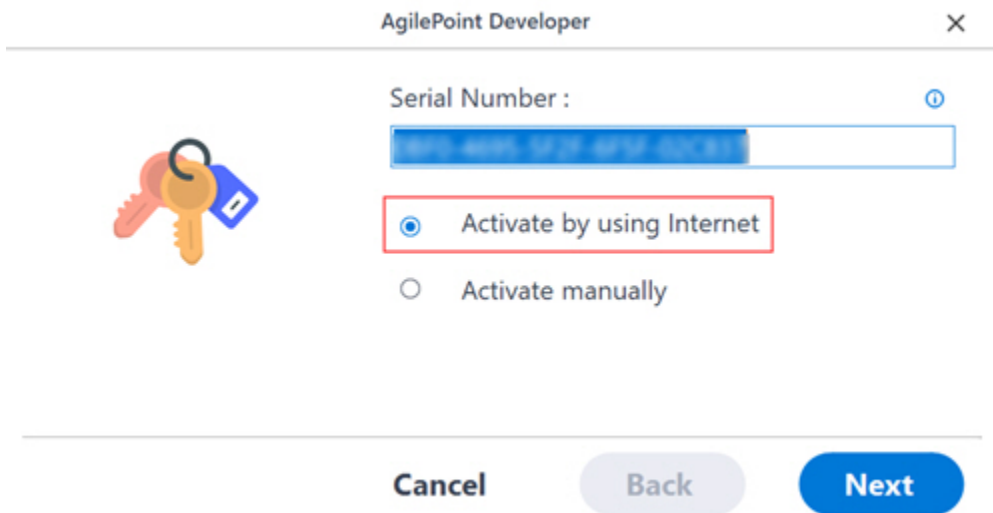 AgilePoint Developer
Serial Number :
Activate by using Internet
Activate manually
Cancel Back Next